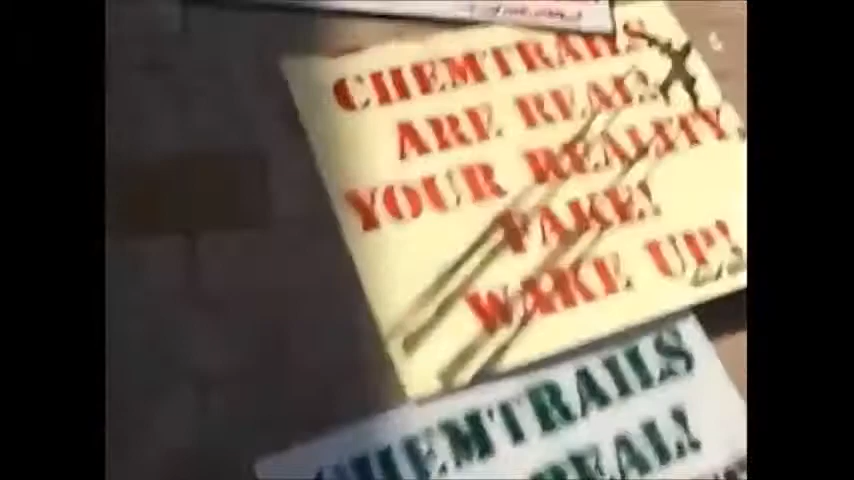 CHEMTRAILS
ARE REAL!
YOUR REALITY,
FAKE!
WAKE UP!
CHEMTRAILS
REAL!